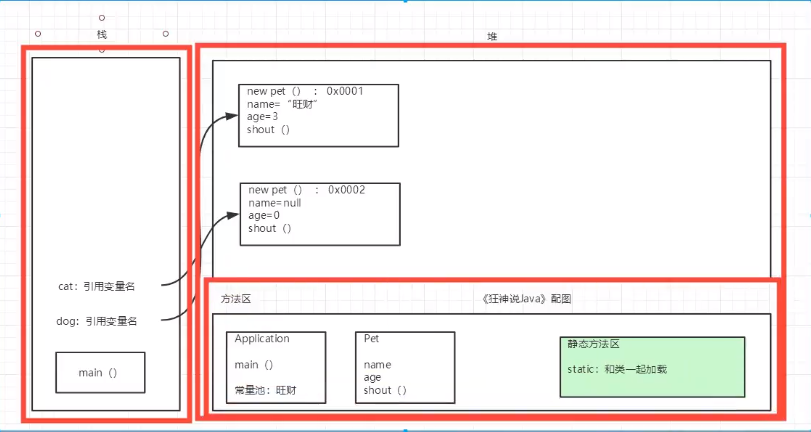 栈
堆
new pet（） ： 0x0001
name= “旺财”
age=3
shout（）
new pet（） ： 0x0002
name=null
age=0
shout（）
cat：引用变量名
dog：引用变量名
main（）
方法区
《狂神说Java》配图
Application
main（）
常量池：旺财
Pet
name
age
shout（）
静态方法区
static：和类一起加载